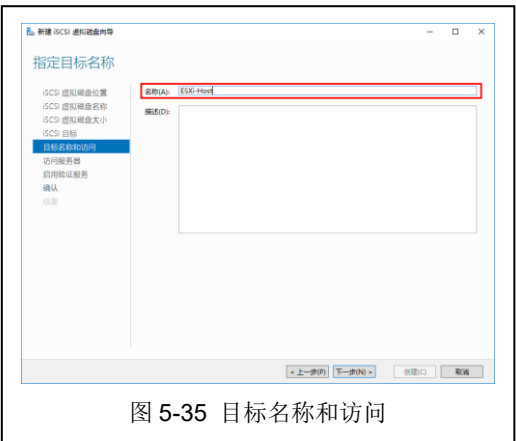 新建 iSCSI 虚拟磁盘向导
指定目标名称
iSCSI 虚拟磁盘位置
iSCSI 虚拟磁盘名称
iSCSI 虚拟磁盘大小
iSCSI 目标
目标名称和访问
访问服务器
启用验证服务
确认
结果
名称(A): ESXi-Host
描述(D):
< 上一步(P) 下一步(N) > 创建(C) 取消
图 5-35 目标名称和访问